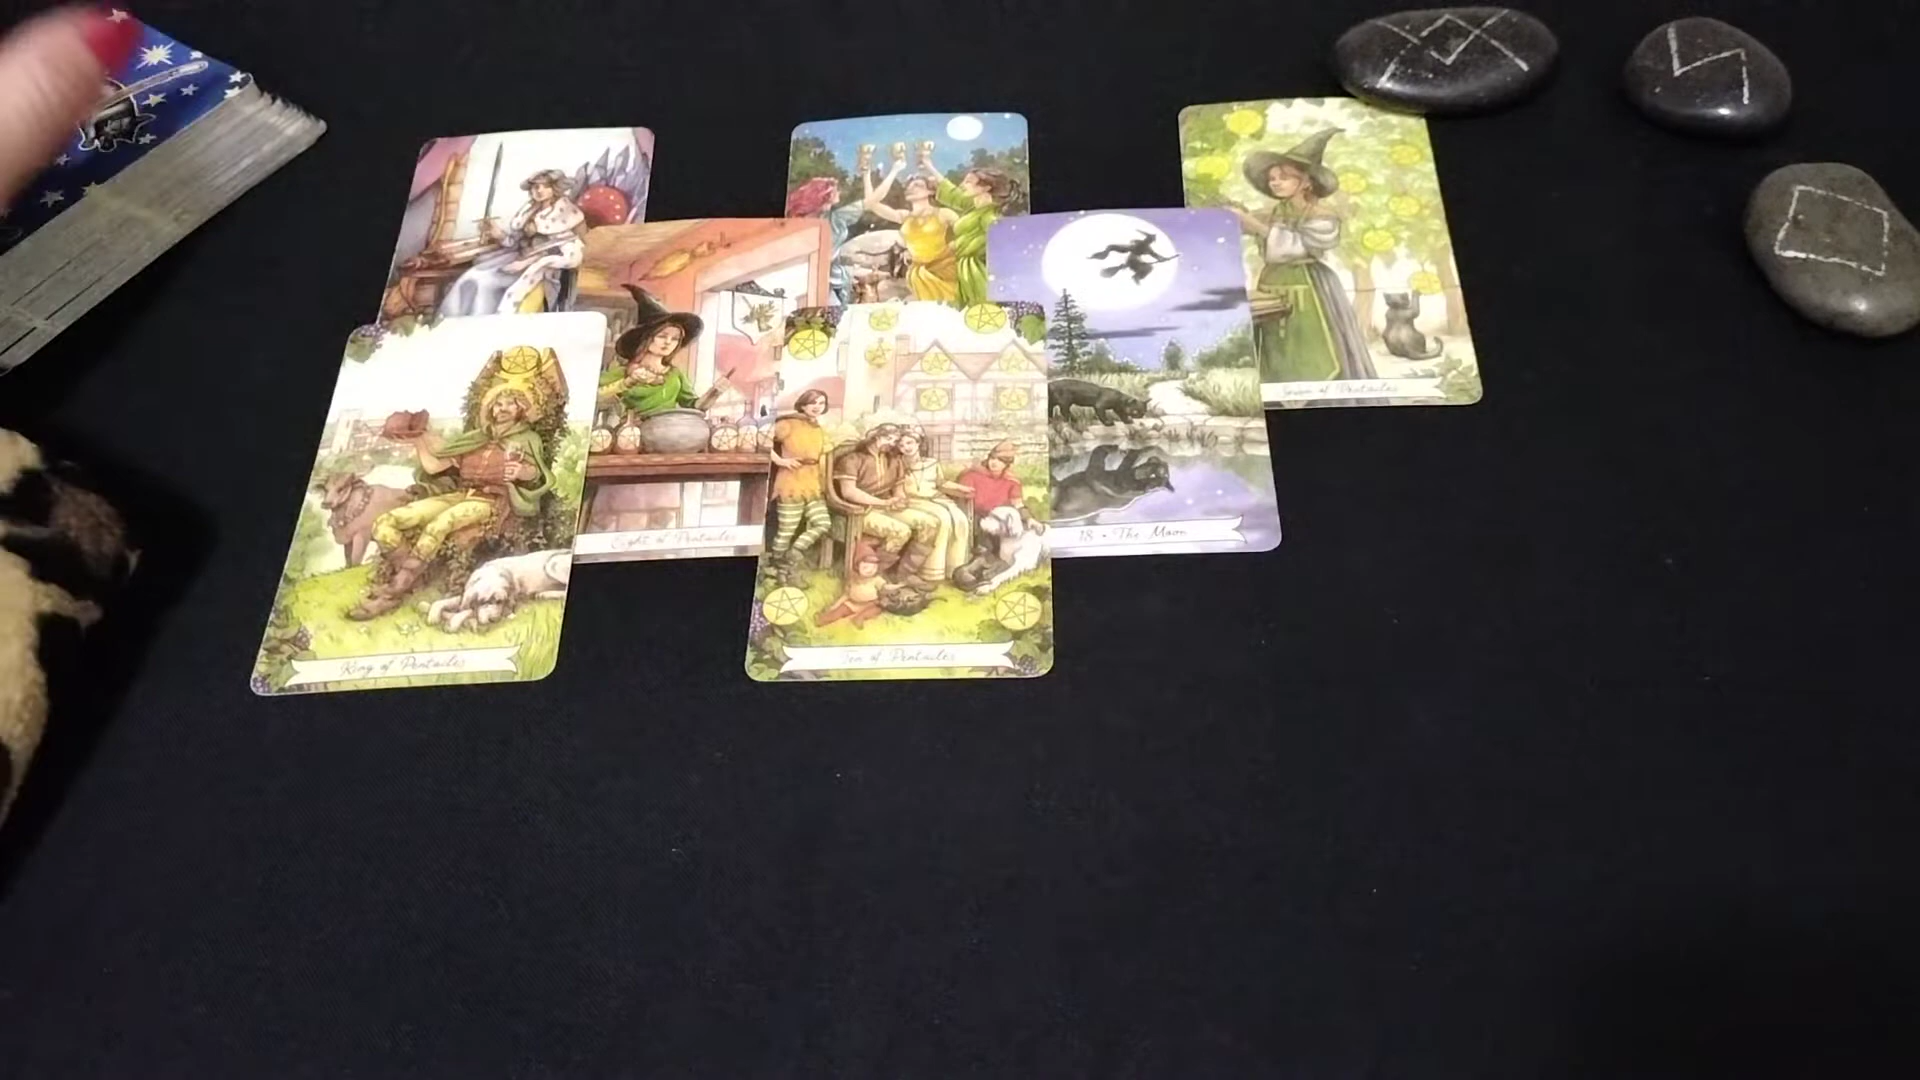 Seven of Pentacles
Eight of Pentacles
18 • The Moon
King of Pentacles
Ten of Pentacles